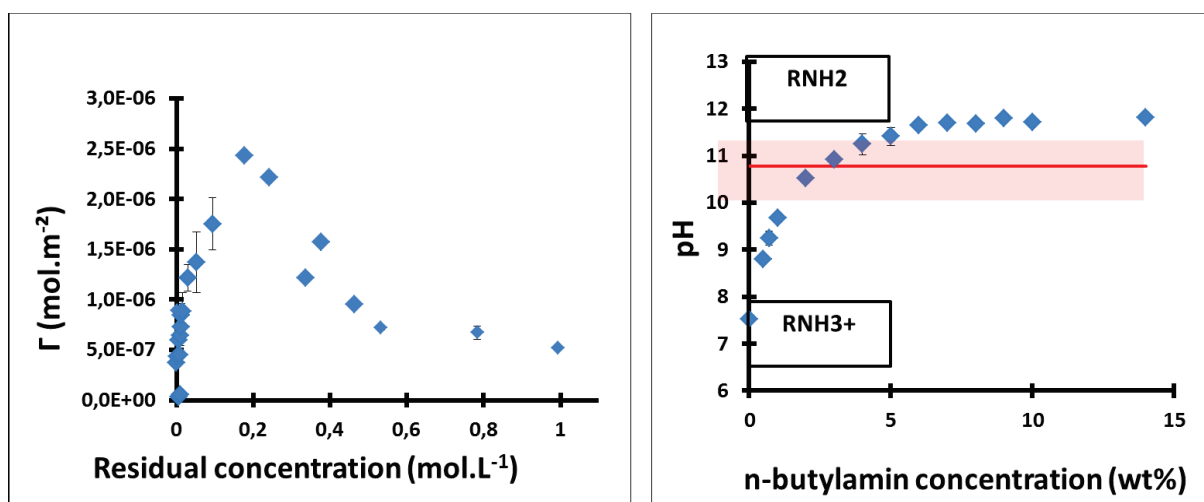 3,0E-06
2,5E-06
2,0E-06
1,5E-06
1,0E-06
5,0E-07
0,0E+00
Γ (mol.m⁻²)
0
0,2
0,4
0,6
0,8
1
Residual concentration (mol.L⁻¹)
13
12
11
10
9
8
7
6
pH
RNH2
RNH3+
0
5
10
15
n-butylamin concentration (wt%)